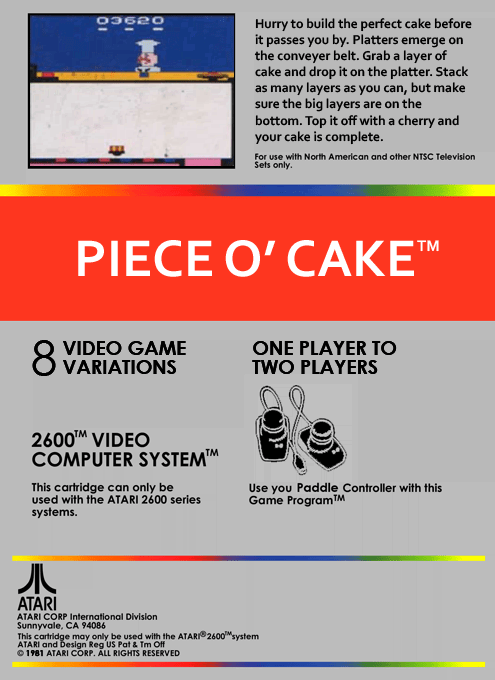 03620
Hurry to build the perfect cake before
it passes you by. Platters emerge on
the conveyer belt. Grab a layer of
cake and drop it on the platter. Stack
as many layers as you can, but make
sure the big layers are on the
bottom. Top it off with a cherry and
your cake is complete.
For use with North American and other NTSC Television
Sets only.
PIECE O' CAKE™
8 VIDEO GAME
VARIATIONS
ONE PLAYER TO
TWO PLAYERS
2600™ VIDEO
COMPUTER SYSTEM™
This cartridge can only be
used with the ATARI 2600 series
systems.
Use you Paddle Controller with this
Game Program™
ATARI
ATARI CORP International Division
Sunnyvale, CA 94086
This cartridge may only be used with the ATARI®2600™system
ATARI and Design Reg US Pat & Tm Off
© 1981 ATARI CORP. ALL RIGHTS RESERVED